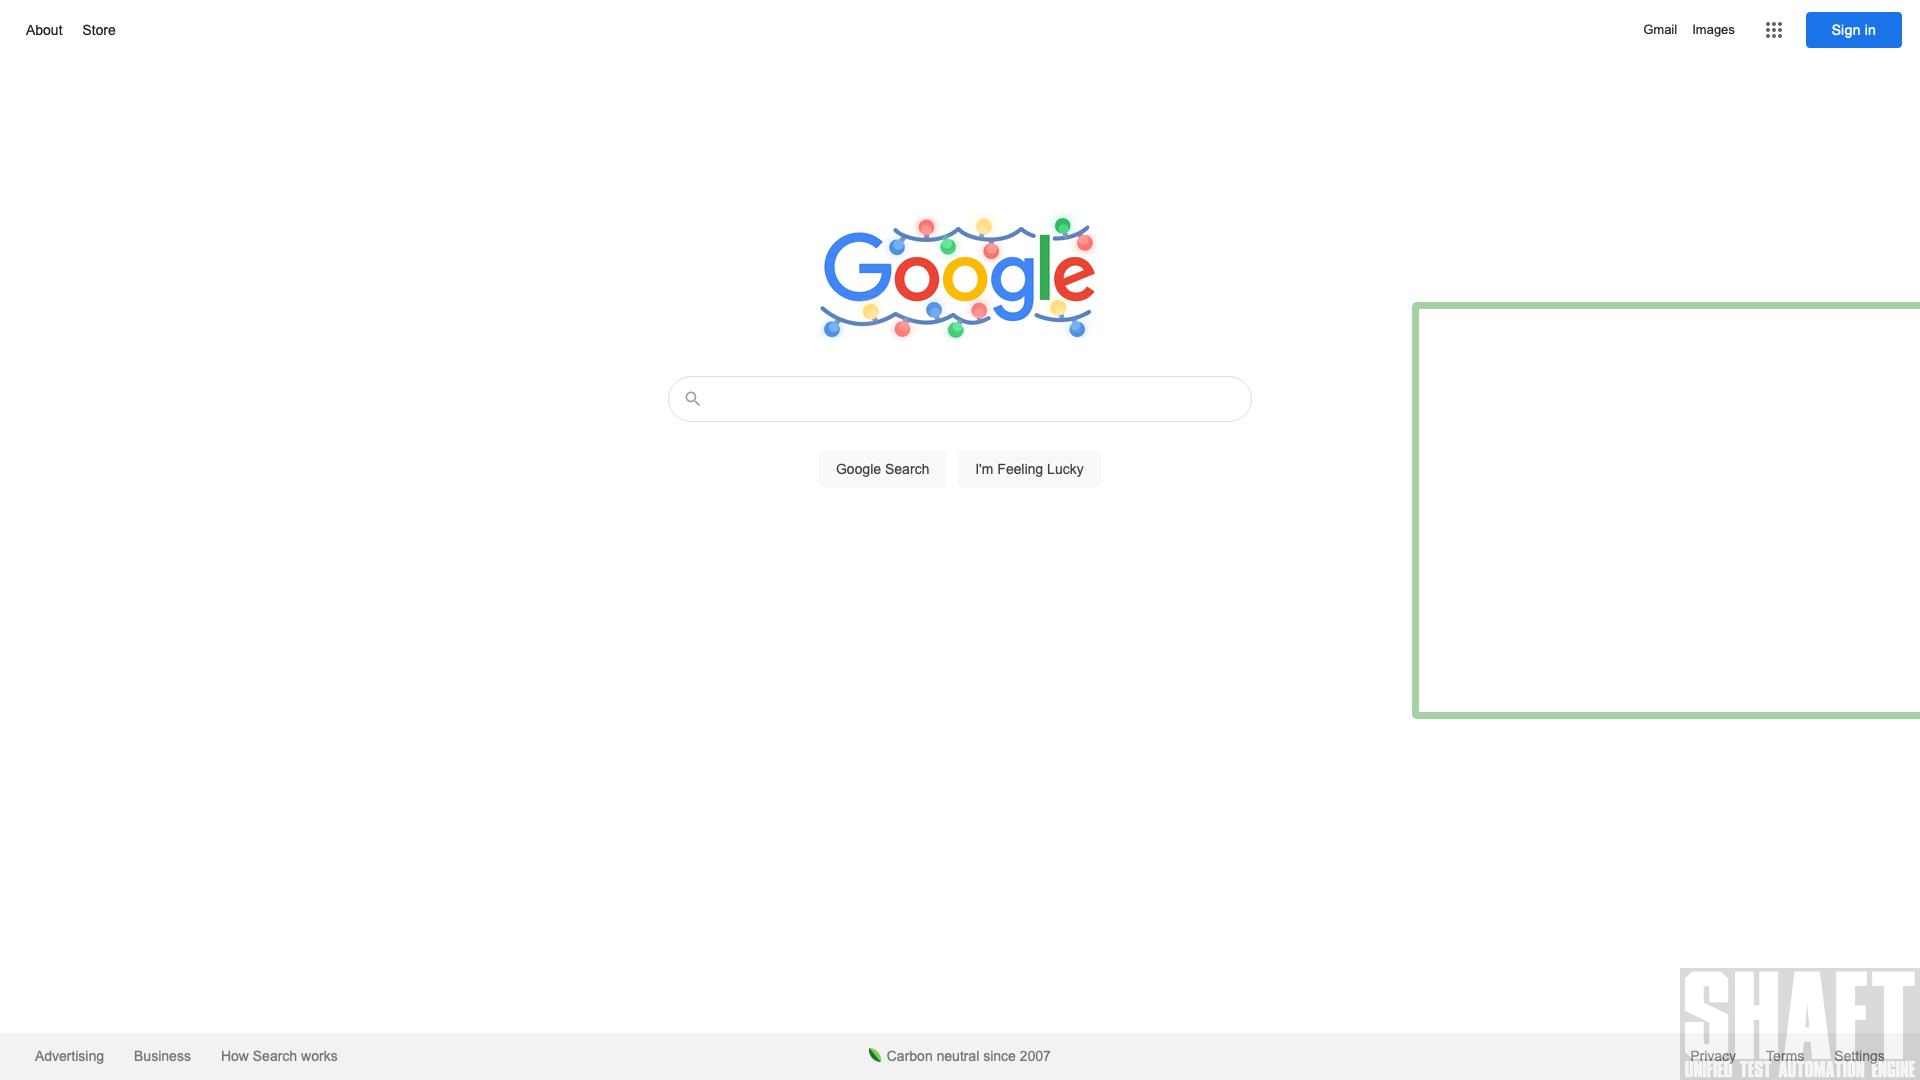 About Store
Gmail Images Sign in
Google
Google Search I'm Feeling Lucky
SHAFT
Advertising Business How Search works Carbon neutral since 2007 Privacy Terms Settings
UNIFIED TEST AUTOMATION ENGINE